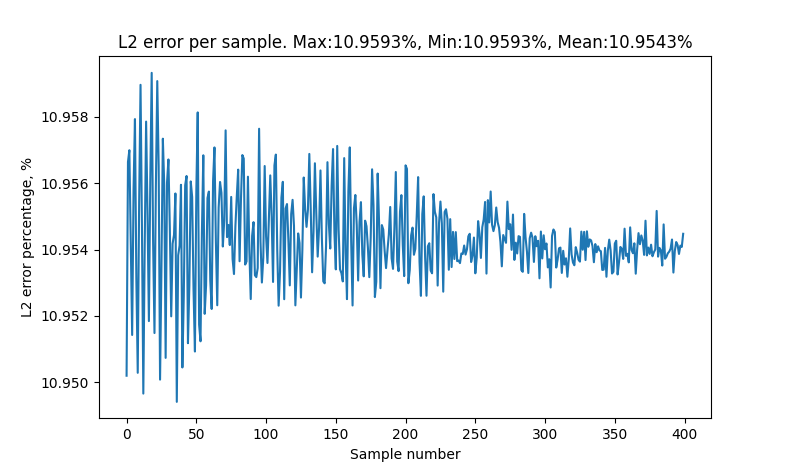 L2 error per sample. Max:10.9593%, Min:10.9593%, Mean:10.9543%
10.958
10.956
10.954
10.952
10.950
L2 error percentage, %
0 50 100 150 200 250 300 350 400
Sample number